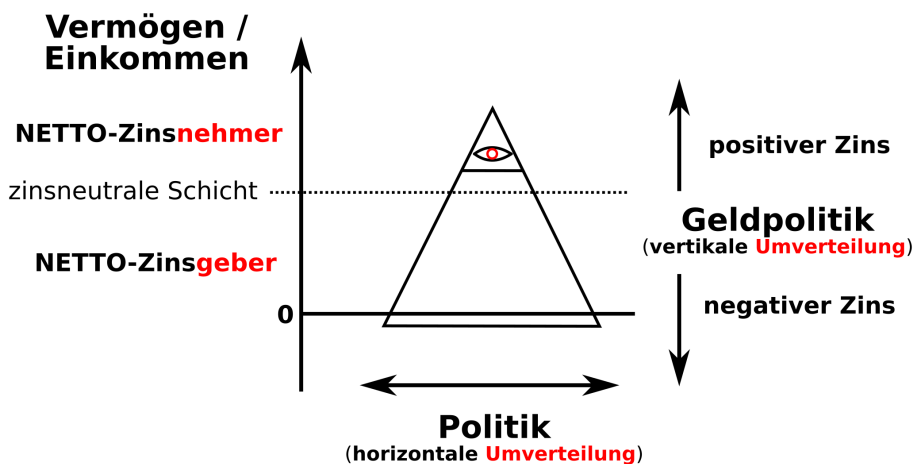 Vermögen /
Einkommen
NETTO-Zinsnehmer
zinsneutrale Schicht
NETTO-Zinsgeber
0
positiver Zins
Geldpolitik
(vertikale Umverteilung)
negativer Zins
Politik
(horizontale Umverteilung)